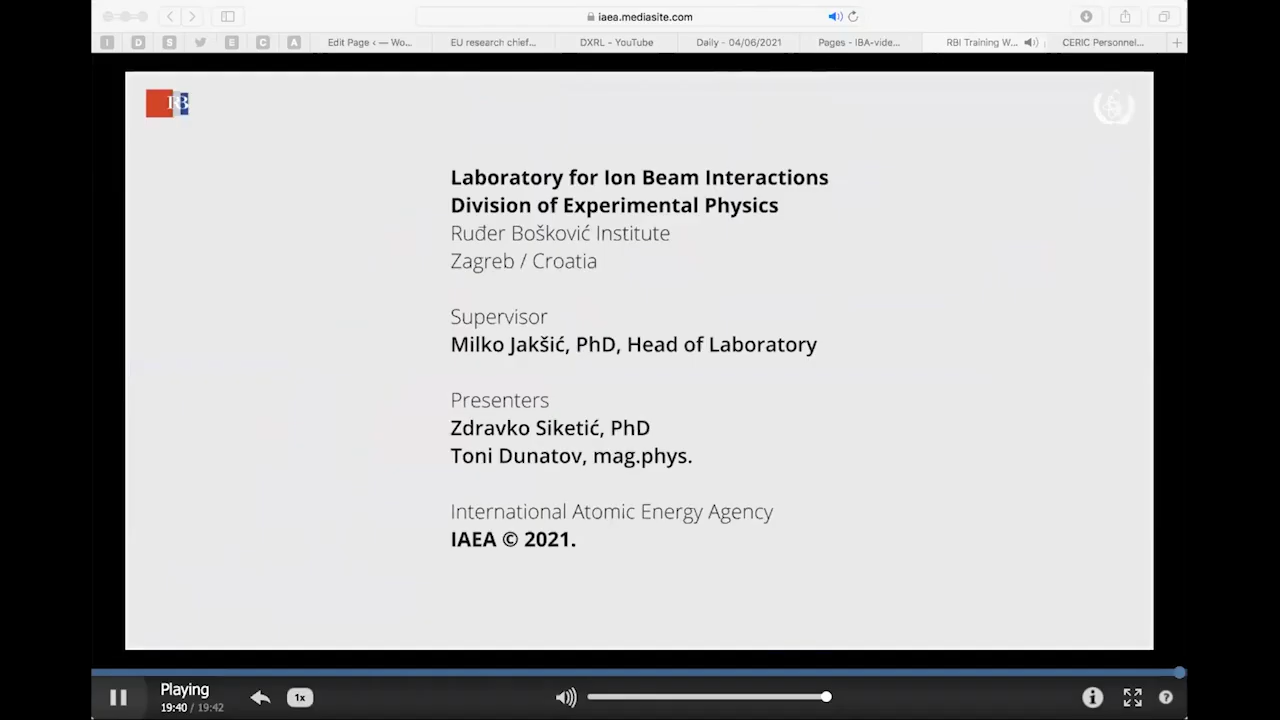 iaea.mediasite.com
I D S E C A Edit Page ‹ — Wo... EU research chief... DXRL - YouTube Daily - 04/06/2021 Pages - IBA-vide... RBI Training W... CERIC Personnel...
RB
Laboratory for Ion Beam Interactions
Division of Experimental Physics
Ruđer Bošković Institute
Zagreb / Croatia
Supervisor
Milko Jakšić, PhD, Head of Laboratory
Presenters
Zdravko Siketić, PhD
Toni Dunatov, mag.phys.
International Atomic Energy Agency
IAEA © 2021.
Playing
19:40 / 19:42
1x